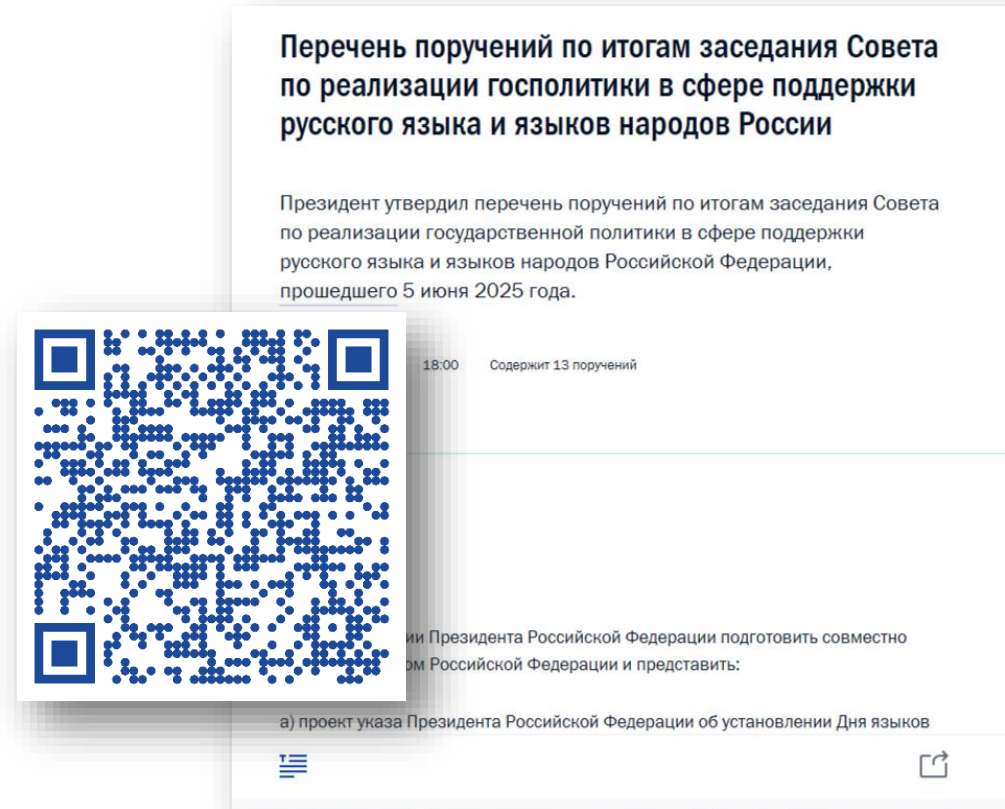 Перечень поручений по итогам заседания Совета
по реализации госполитики в сфере поддержки
русского языка и языков народов России
Президент утвердил перечень поручений по итогам заседания Совета
по реализации государственной политики в сфере поддержки
русского языка и языков народов Российской Федерации,
прошедшего 5 июня 2025 года.
18:00 Содержит 13 поручений
Президента Российской Федерации подготовить совместно
Российской Федерации и представить:
а) проект указа Президента Российской Федерации об установлении Дня языков